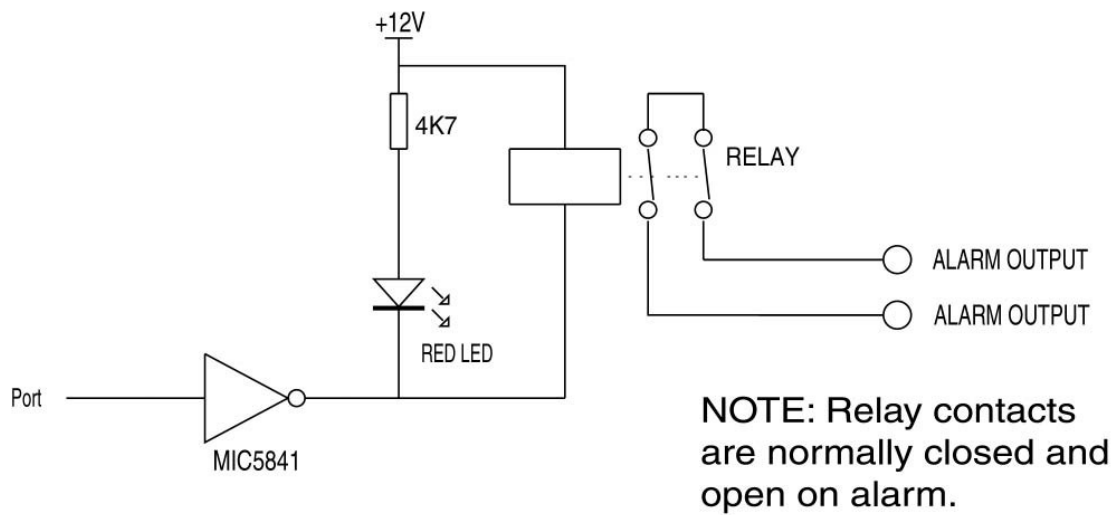 +12V
4K7
RELAY
ALARM OUTPUT
ALARM OUTPUT
RED LED
Port
MIC5841
NOTE: Relay contacts
are normally closed and
open on alarm.